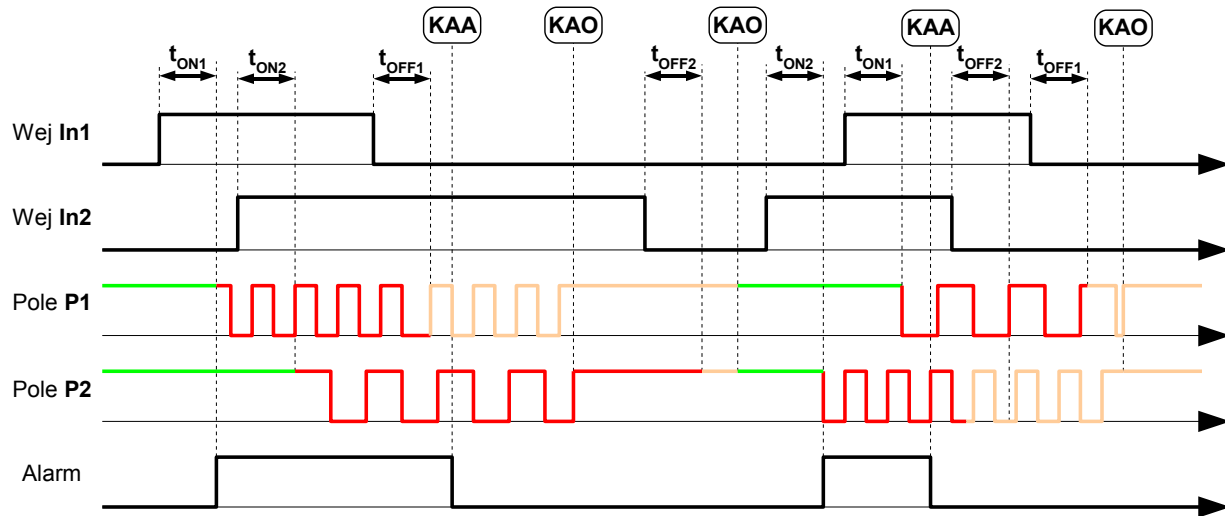 KAA KAO KAO KAA KAO
tON1 tON2 tOFF1 tOFF2 tON2 tON1 tOFF2 tOFF1
Wej In1
Wej In2
Pole P1
Pole P2
Alarm